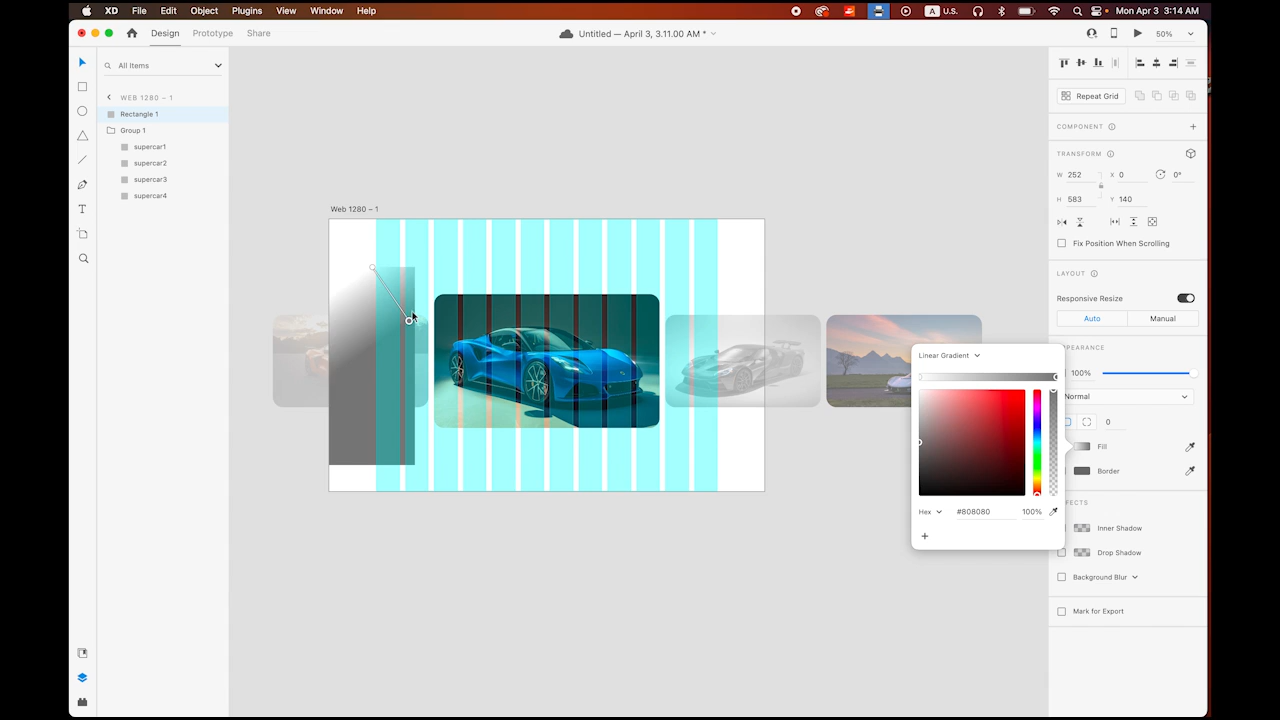 XD File Edit Object Plugins View Window Help
A U.S. Mon Apr 3 3:14 AM
Design Prototype Share
Untitled — April 3, 3.11.00 AM *
50%
All Items
WEB 1280 – 1
Rectangle 1
Group 1
supercar1
supercar2
supercar3
supercar4
Web 1280 – 1
Repeat Grid
COMPONENT
TRANSFORM
W 252 X 0 0°
H 583 Y 140
Fix Position When Scrolling
LAYOUT
Responsive Resize
Auto Manual
PPEARANCE
100%
Normal
0
Fill
Border
FECTS
Inner Shadow
Drop Shadow
Background Blur
Mark for Export
Linear Gradient
Hex #808080 100%